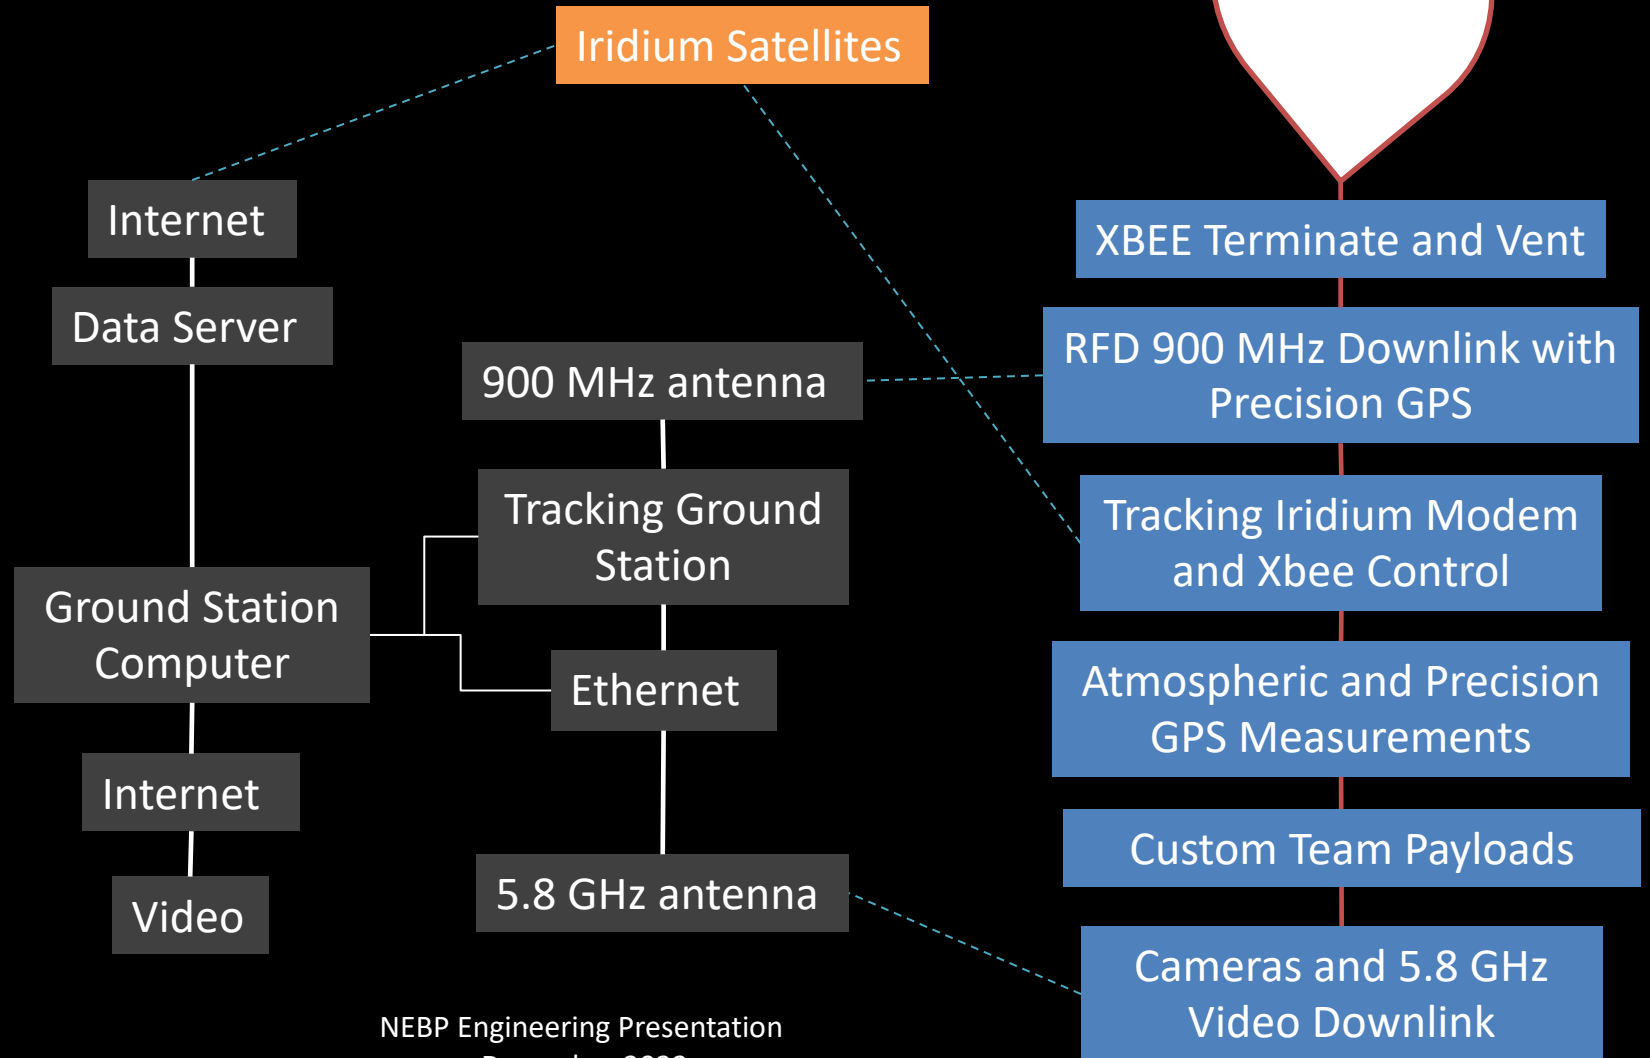 Iridium Satellites
Internet
Data Server
Ground Station
Computer
Internet
Video
900 MHz antenna
Tracking Ground
Station
Ethernet
5.8 GHz antenna
XBEE Terminate and Vent
RFD 900 MHz Downlink with
Precision GPS
Tracking Iridium Modem
and Xbee Control
Atmospheric and Precision
GPS Measurements
Custom Team Payloads
Cameras and 5.8 GHz
Video Downlink
NEBP Engineering Presentation